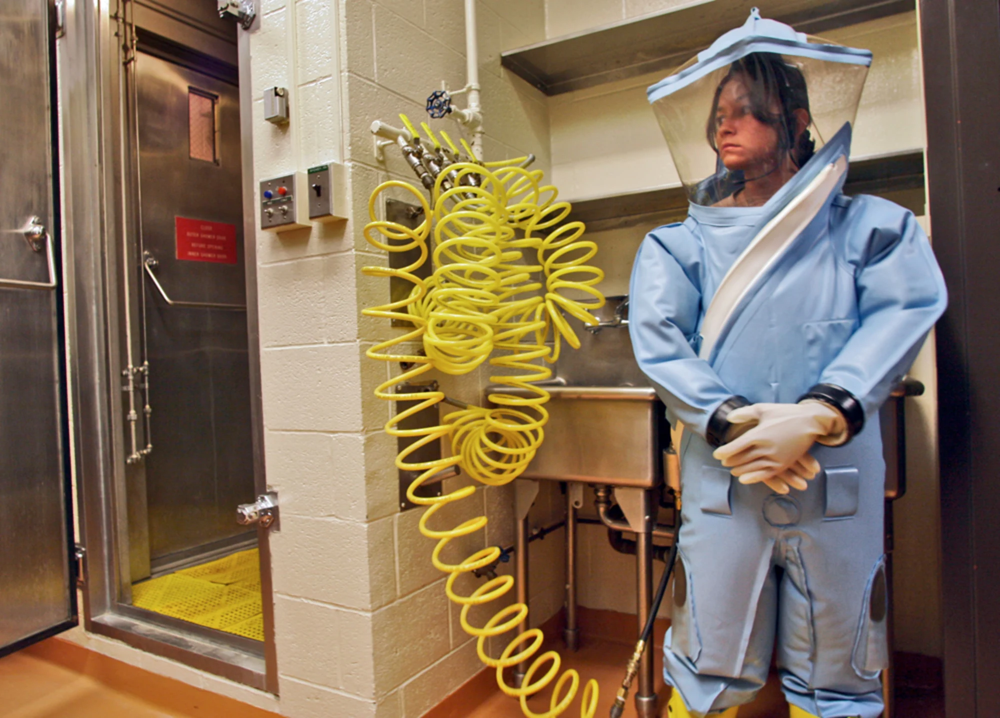 CLOSE
OUTER SHOWER DOOR
BEFORE OPENING
INNER SHOWER DOOR